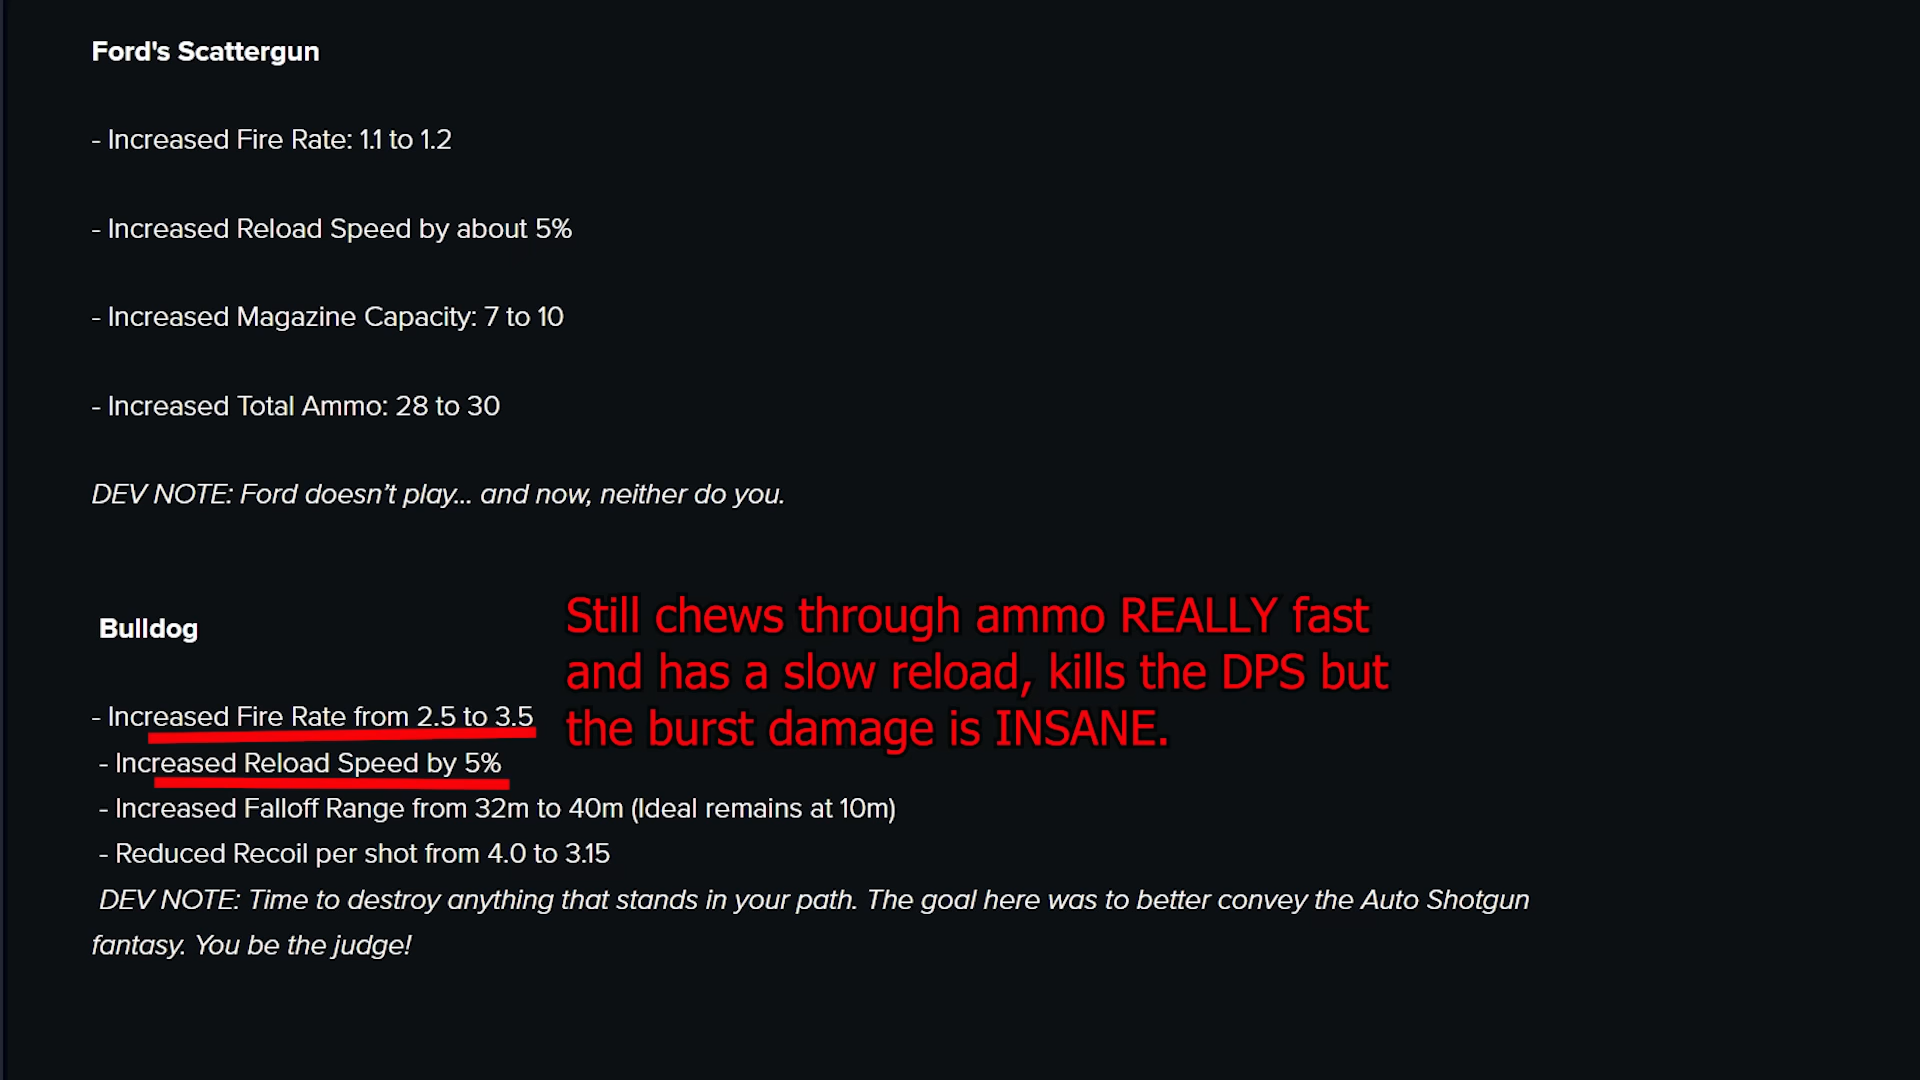 Ford's Scattergun
- Increased Fire Rate: 1.1 to 1.2
- Increased Reload Speed by about 5%
- Increased Magazine Capacity: 7 to 10
- Increased Total Ammo: 28 to 30
DEV NOTE: Ford doesn’t play... and now, neither do you.
Bulldog
Still chews through ammo REALLY fast
and has a slow reload, kills the DPS but
the burst damage is INSANE.
- Increased Fire Rate from 2.5 to 3.5
- Increased Reload Speed by 5%
- Increased Falloff Range from 32m to 40m (Ideal remains at 10m)
- Reduced Recoil per shot from 4.0 to 3.15
DEV NOTE: Time to destroy anything that stands in your path. The goal here was to better convey the Auto Shotgun
fantasy. You be the judge!